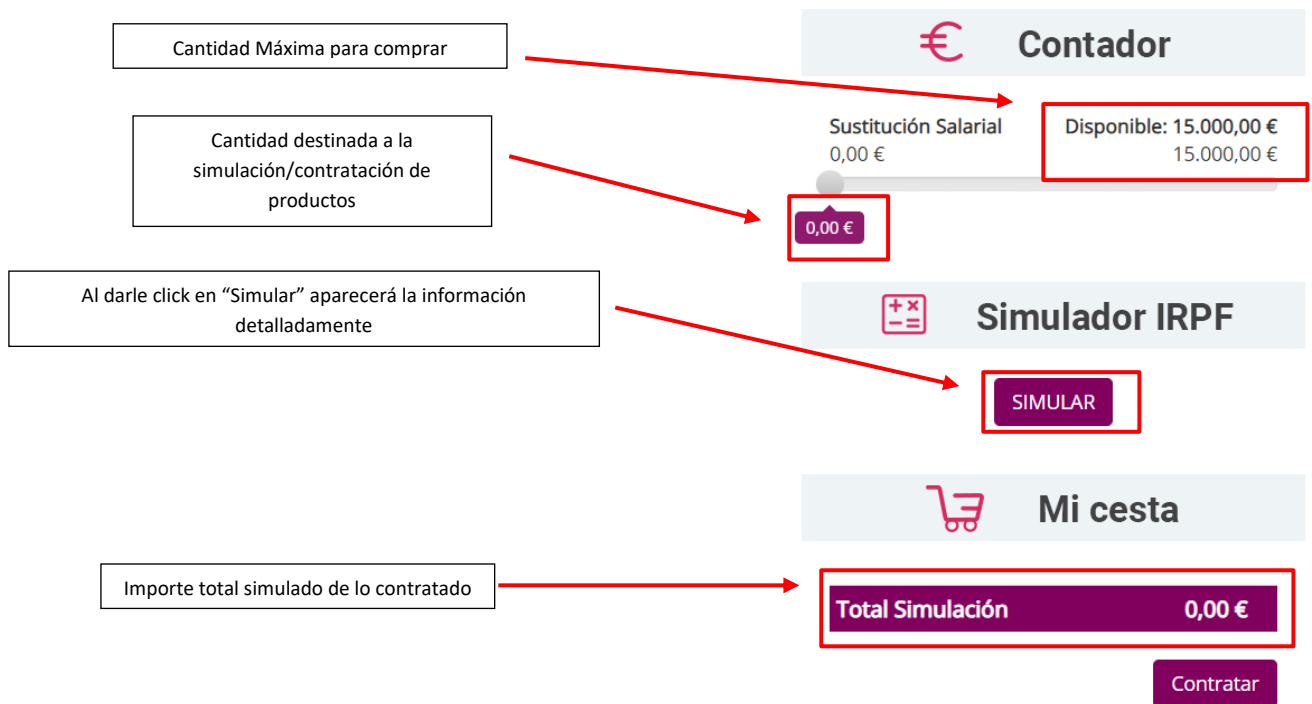 Cantidad Máxima para comprar
Contador
Sustitución Salarial
Disponible: 15.000,00 €
0,00 €
15.000,00 €
Cantidad destinada a la
simulación/contratación de
productos
0,00 €
Al darle click en “Simular” aparecerá la información
detalladamente
Simulador IRPF
SIMULAR
Mi cesta
Importe total simulado de lo contratado
Total Simulación
0,00 €
Contratar